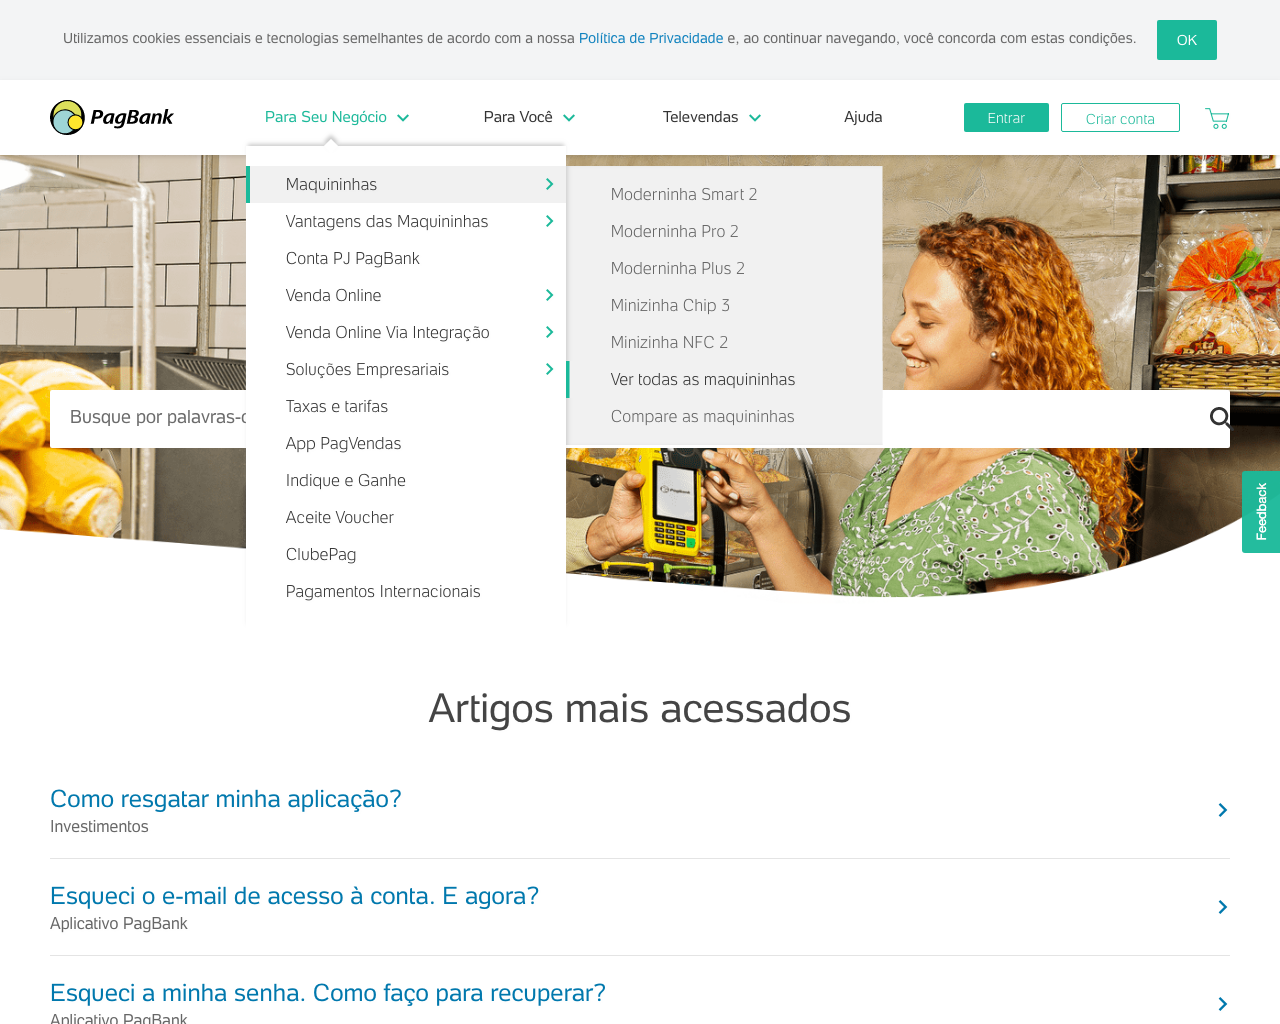 Utilizamos cookies essenciais e tecnologias semelhantes de acordo com a nossa Política de Privacidade e, ao continuar navegando, você concorda com estas condições.
OK
PagBank
Para Seu Negócio
Para Você
Televendas
Ajuda
Entrar
Criar conta
Maquininhas
Vantagens das Maquininhas
Conta PJ PagBank
Venda Online
Venda Online Via Integração
Soluções Empresariais
Taxas e tarifas
App PagVendas
Indique e Ganhe
Aceite Voucher
ClubePag
Pagamentos Internacionais
Moderninha Smart 2
Moderninha Pro 2
Moderninha Plus 2
Minizinha Chip 3
Minizinha NFC 2
Ver todas as maquininhas
Compare as maquininhas
Busque por palavras-c
PagBank
Feedback
Artigos mais acessados
Como resgatar minha aplicação?
Investimentos
Esqueci o e-mail de acesso à conta. E agora?
Aplicativo PagBank
Esqueci a minha senha. Como faço para recuperar?
Aplicativo PagBank